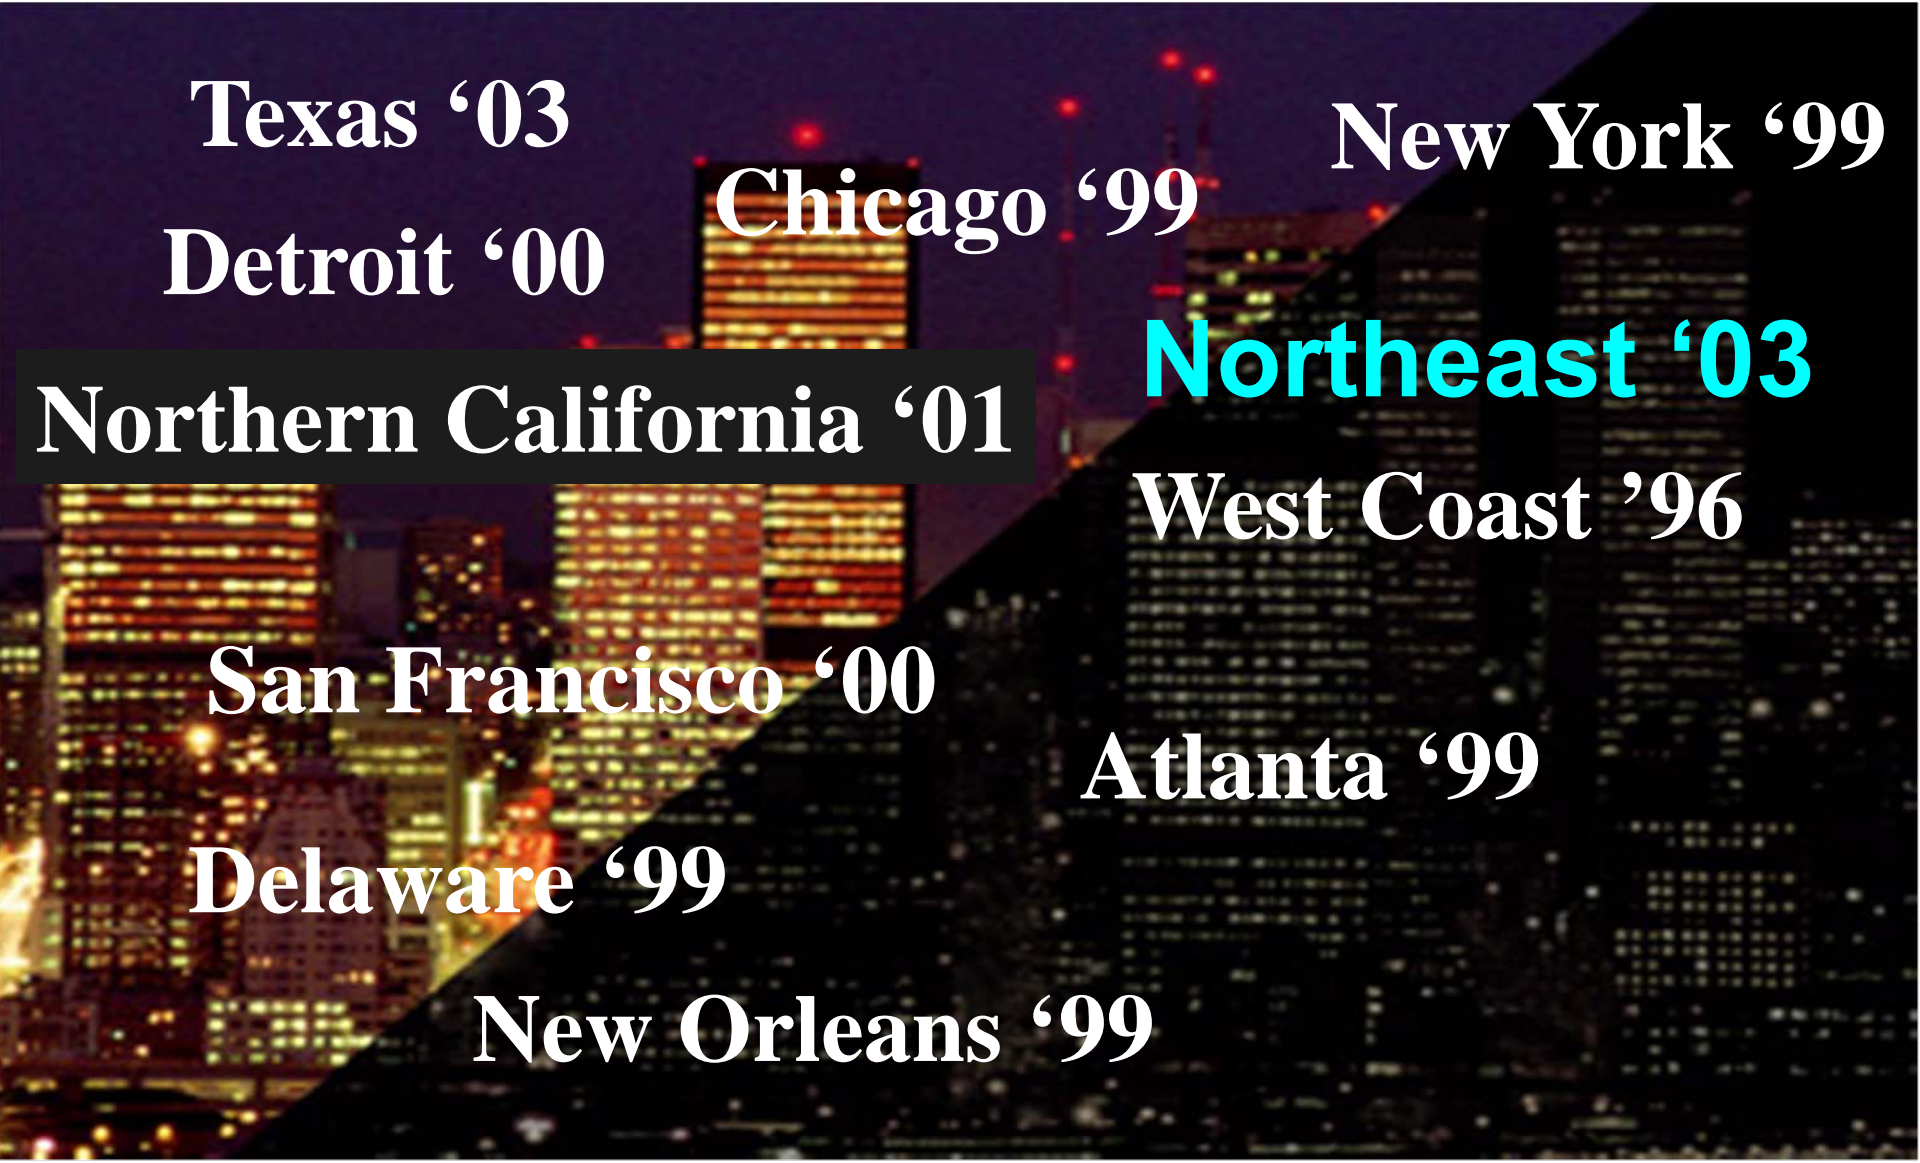 Texas ‘03
New York ‘99
Chicago ‘99
Detroit ‘00
Northeast ‘03
Northern California ‘01
West Coast ’96
San Francisco ‘00
Atlanta ‘99
Delaware ‘99
New Orleans ‘99